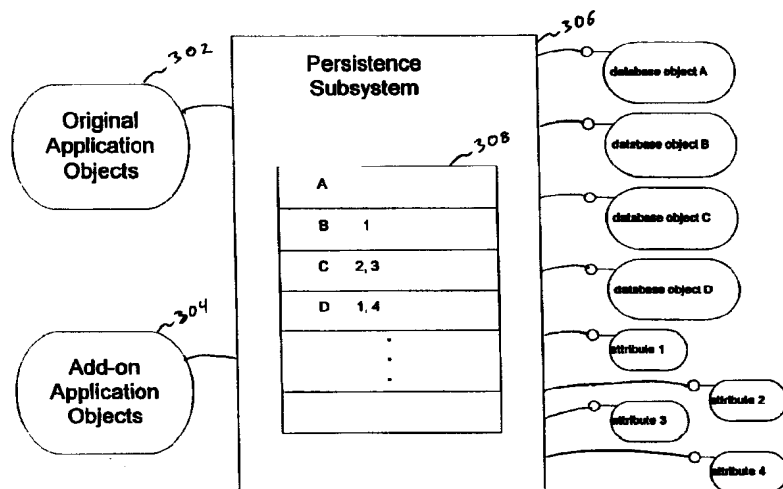 302
306
Persistence
Subsystem
database object A
Original
Application
Objects
308
database object B
A
B 1
database object C
C 2, 3
database object D
D 1, 4
304
attribute 1
Add-on
Application
Objects
attribute 2
attribute 3
attribute 4